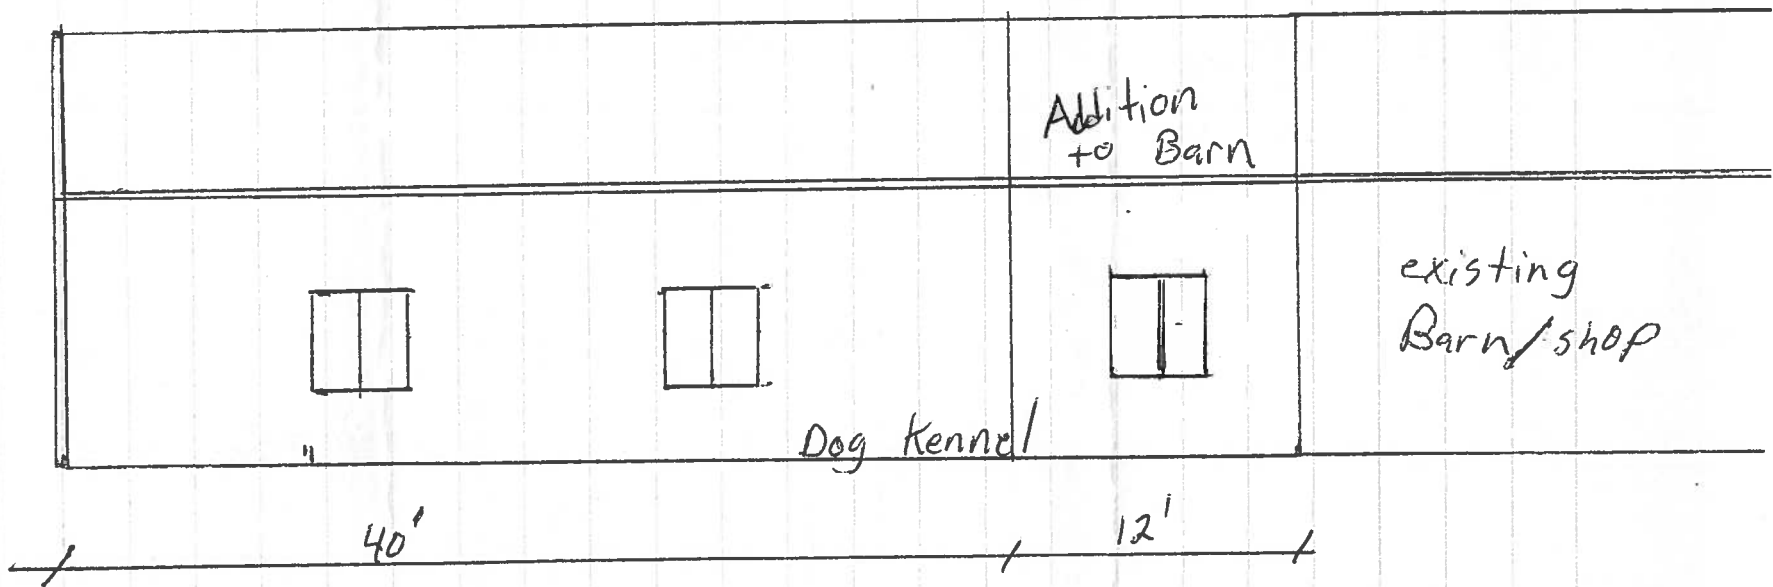 Addition
to Barn
existing
Barn/shop
Dog Kennel
40'
12'